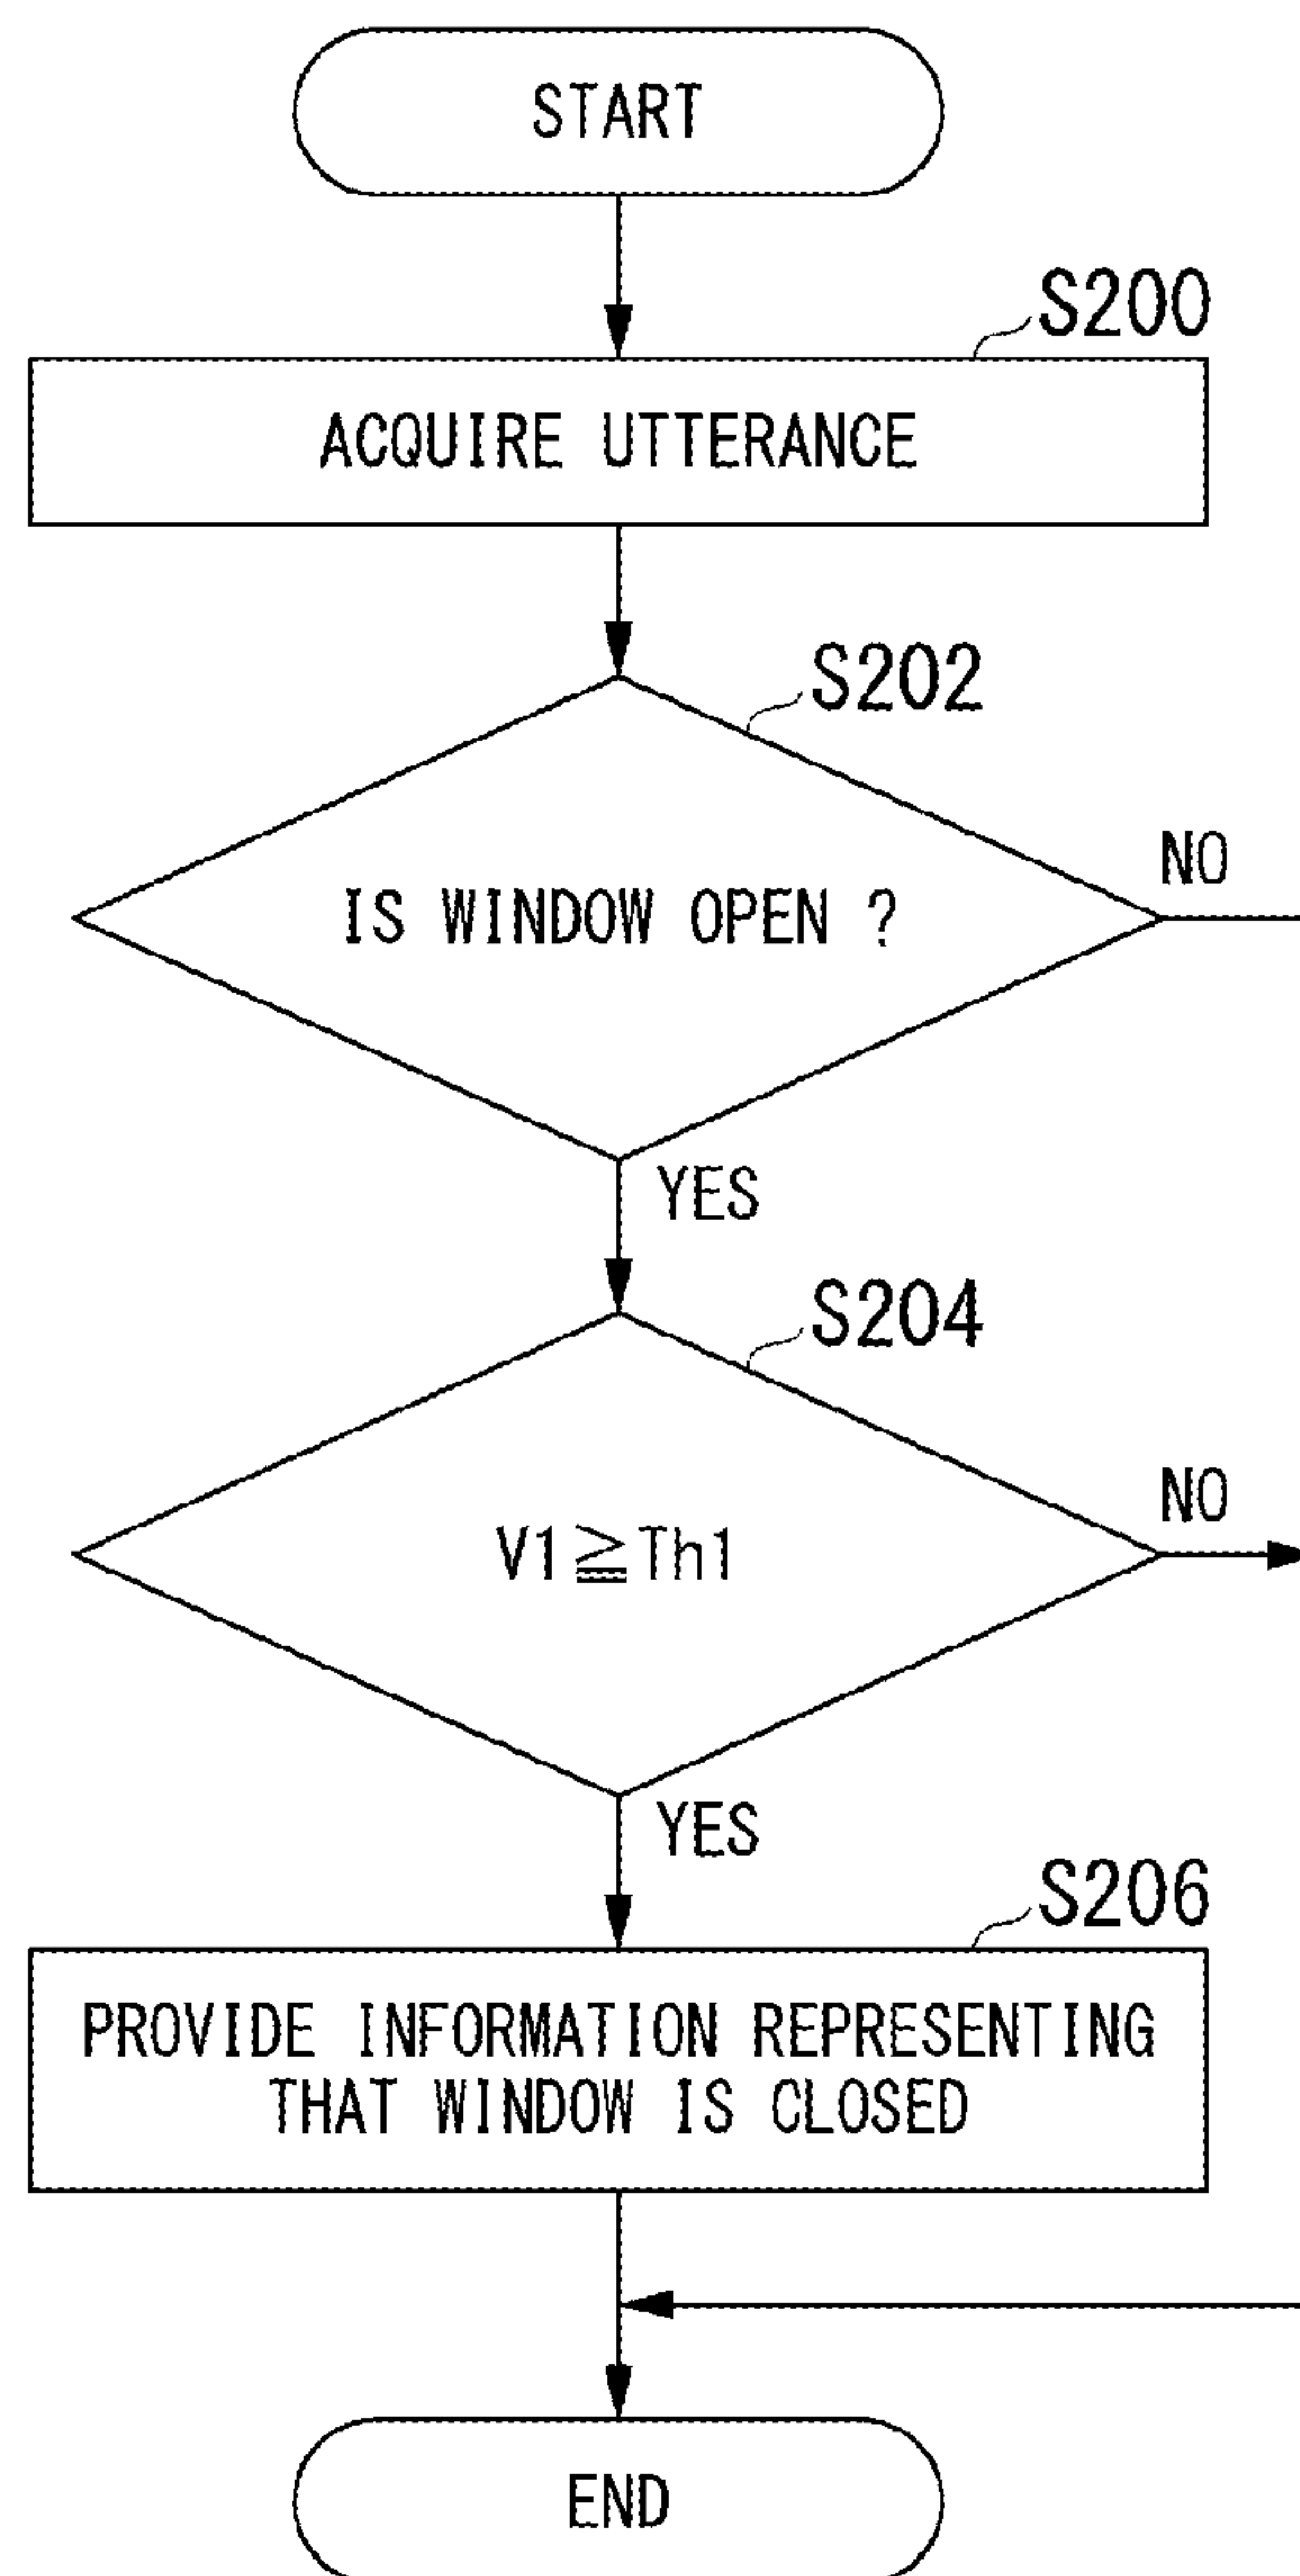 START
S200
ACQUIRE UTTERANCE
S202
IS WINDOW OPEN ?
NO
YES
S204
V1≧Th1
NO
YES
S206
PROVIDE INFORMATION REPRESENTING
THAT WINDOW IS CLOSED
END